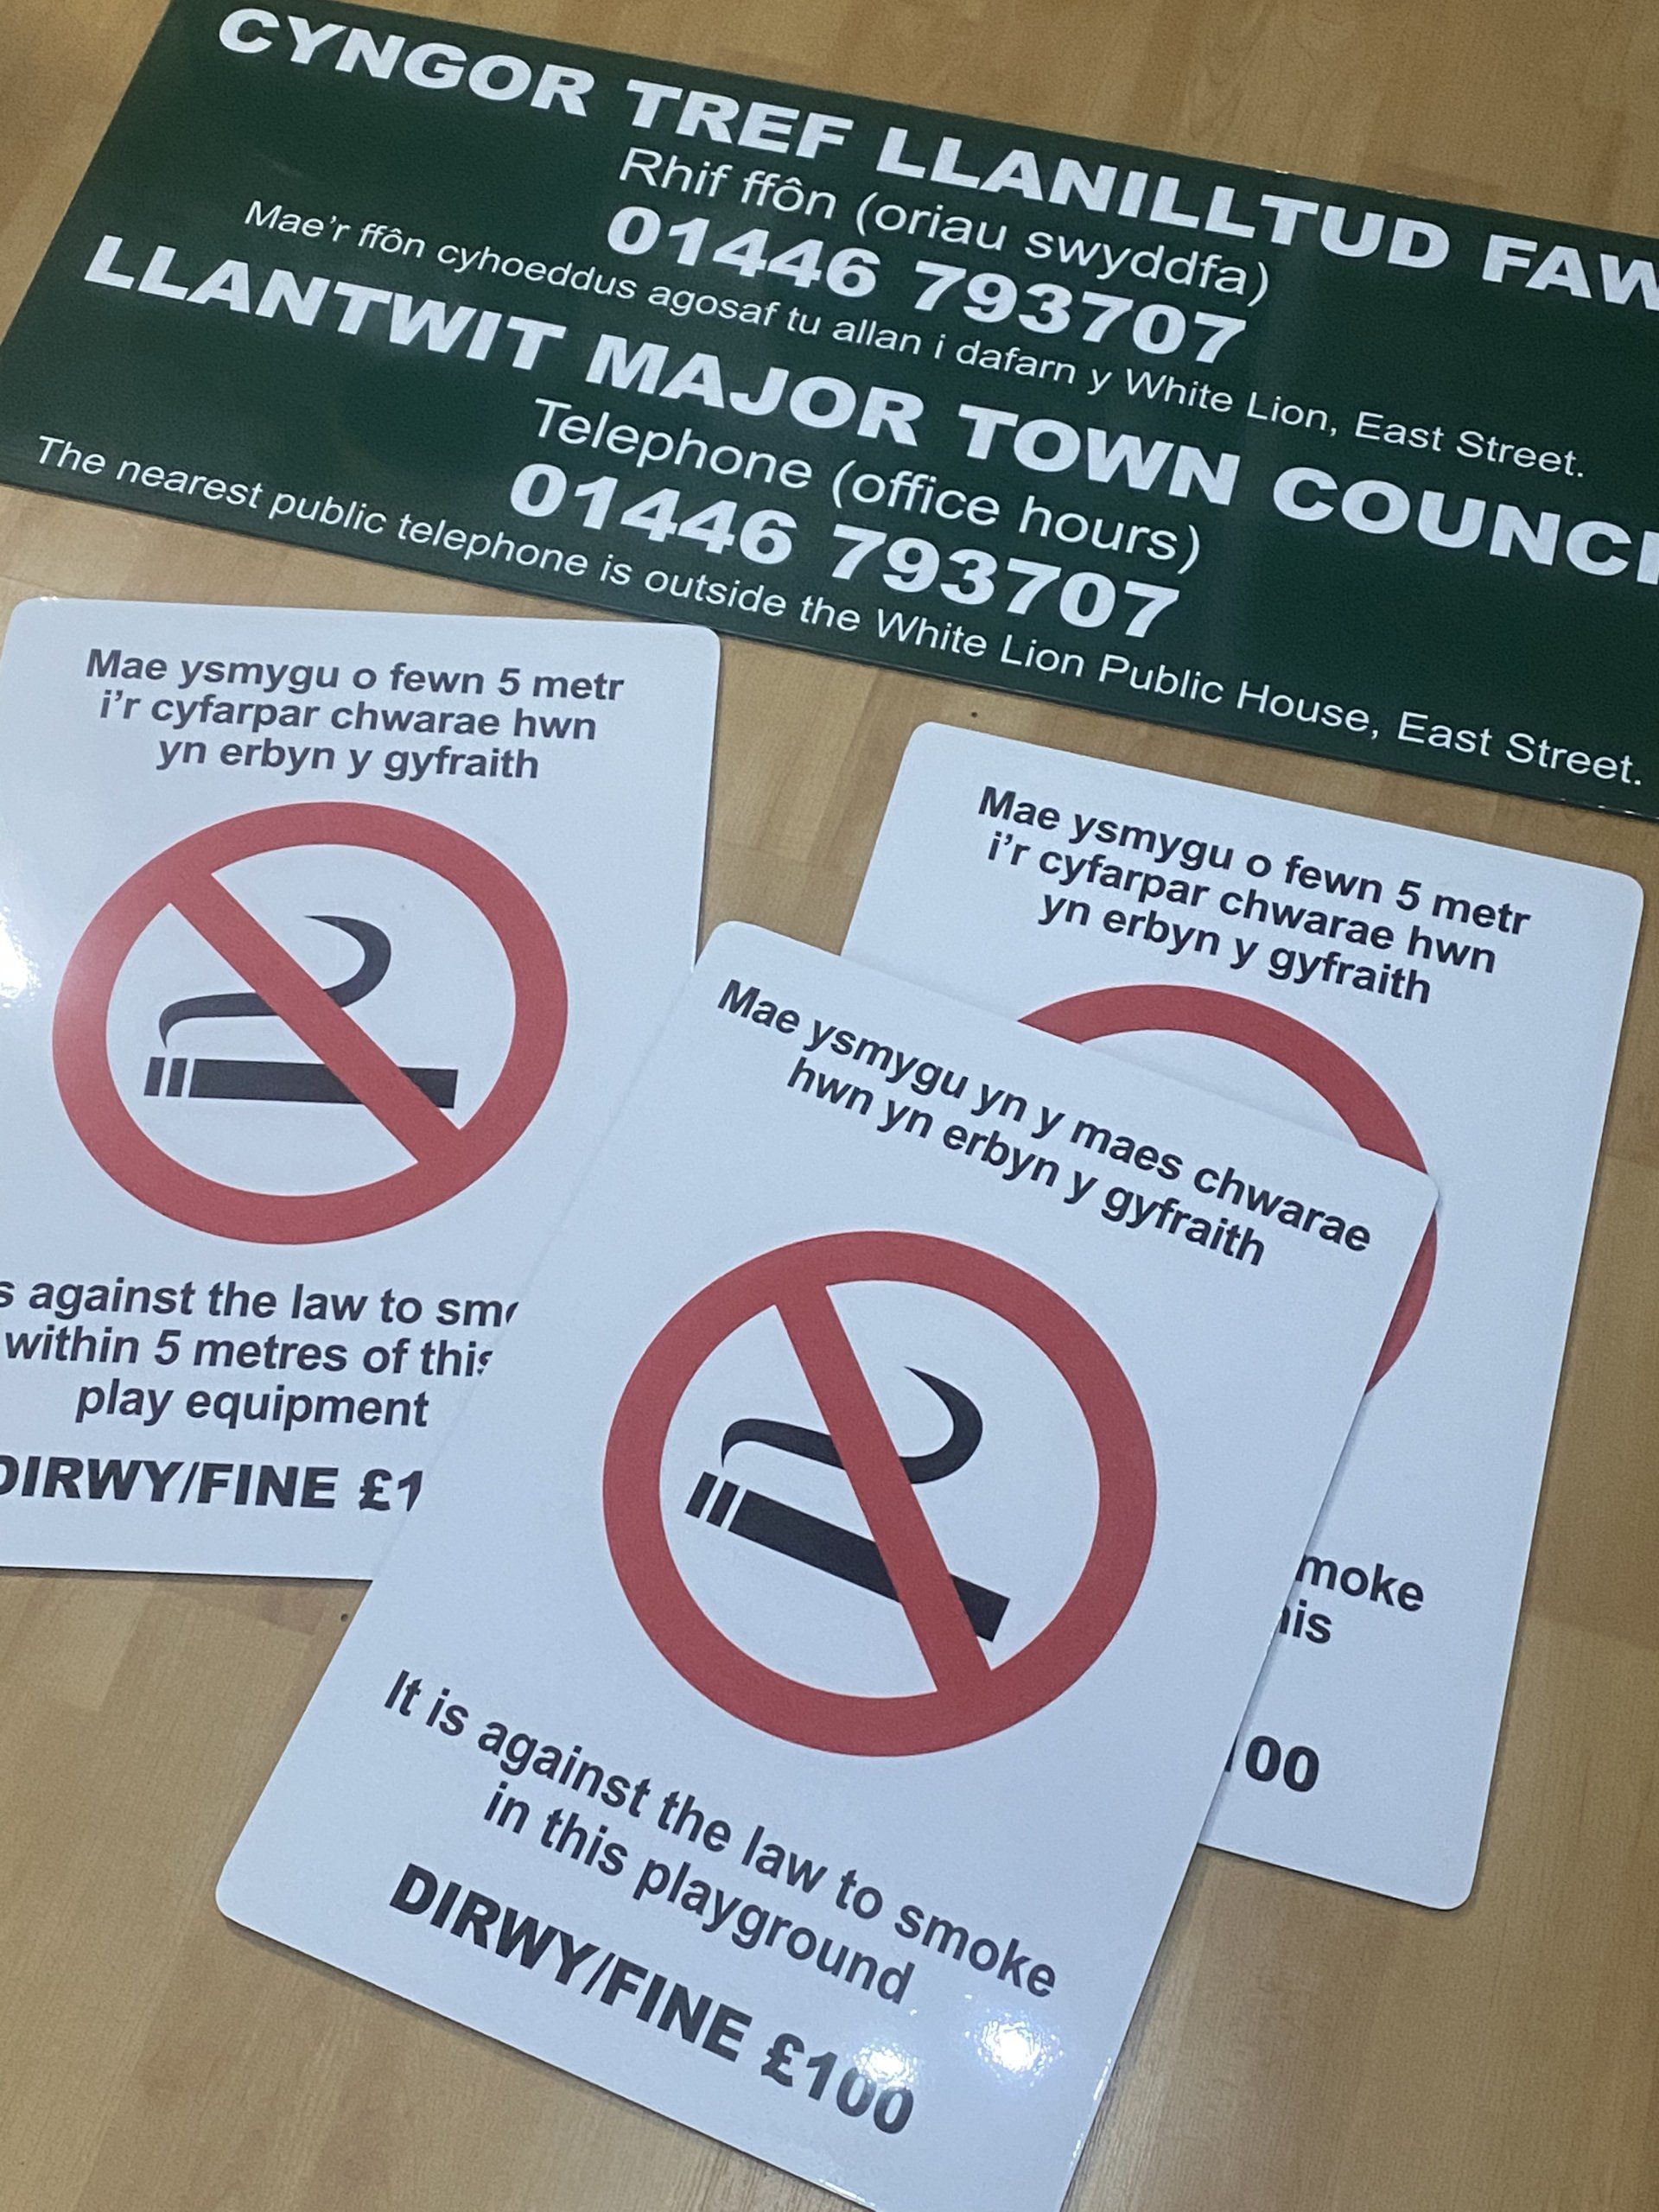 CYNGOR TREF LLANILLTUD FAW
Rhif ffôn (oriau swyddfa)
01446 793707
Mae'r ffôn cyhoeddus agosaf tu allan i dafarn y White Lion, East Street.
LLANTWIT MAJOR TOWN COUNCI
Telephone (office hours)
01446 793707
The nearest public telephone is outside the White Lion Public House, East Street.
Mae ysmygu o fewn 5 metr
i'r cyfarpar chwarae hwn
yn erbyn y gyfraith
s against the law to smo
within 5 metres of this
play equipment
DIRWY/FINE £1
Mae ysmygu o fewn 5 metr
i'r cyfarpar chwarae hwn
yn erbyn y gyfraith
moke
his
00
Mae ysmygu yn y maes chwarae
hwn yn erbyn y gyfraith
It is against the law to smoke
in this playground
DIRWY/FINE £100